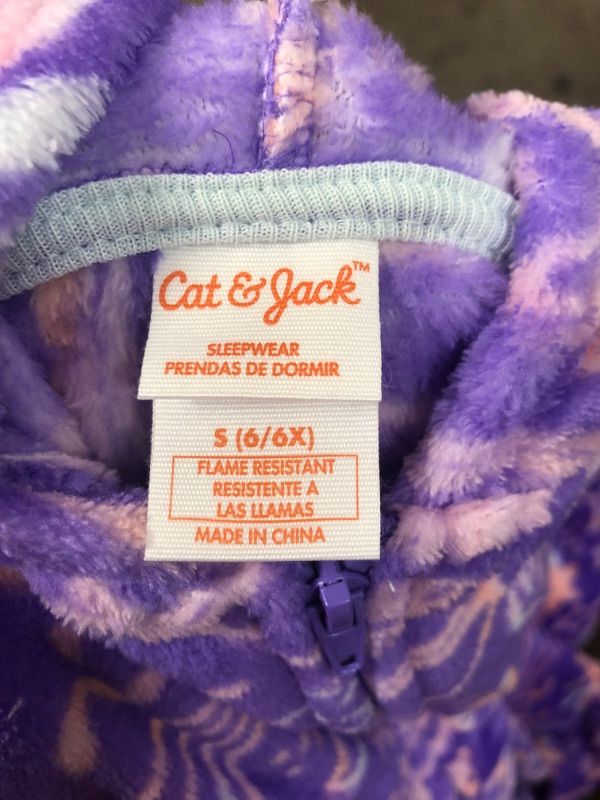 Cat & Jack™
SLEEPWEAR
PRENDAS DE DORMIR
S (6/6X)
FLAME RESISTANT
RESISTENTE A
LAS LLAMAS
MADE IN CHINA